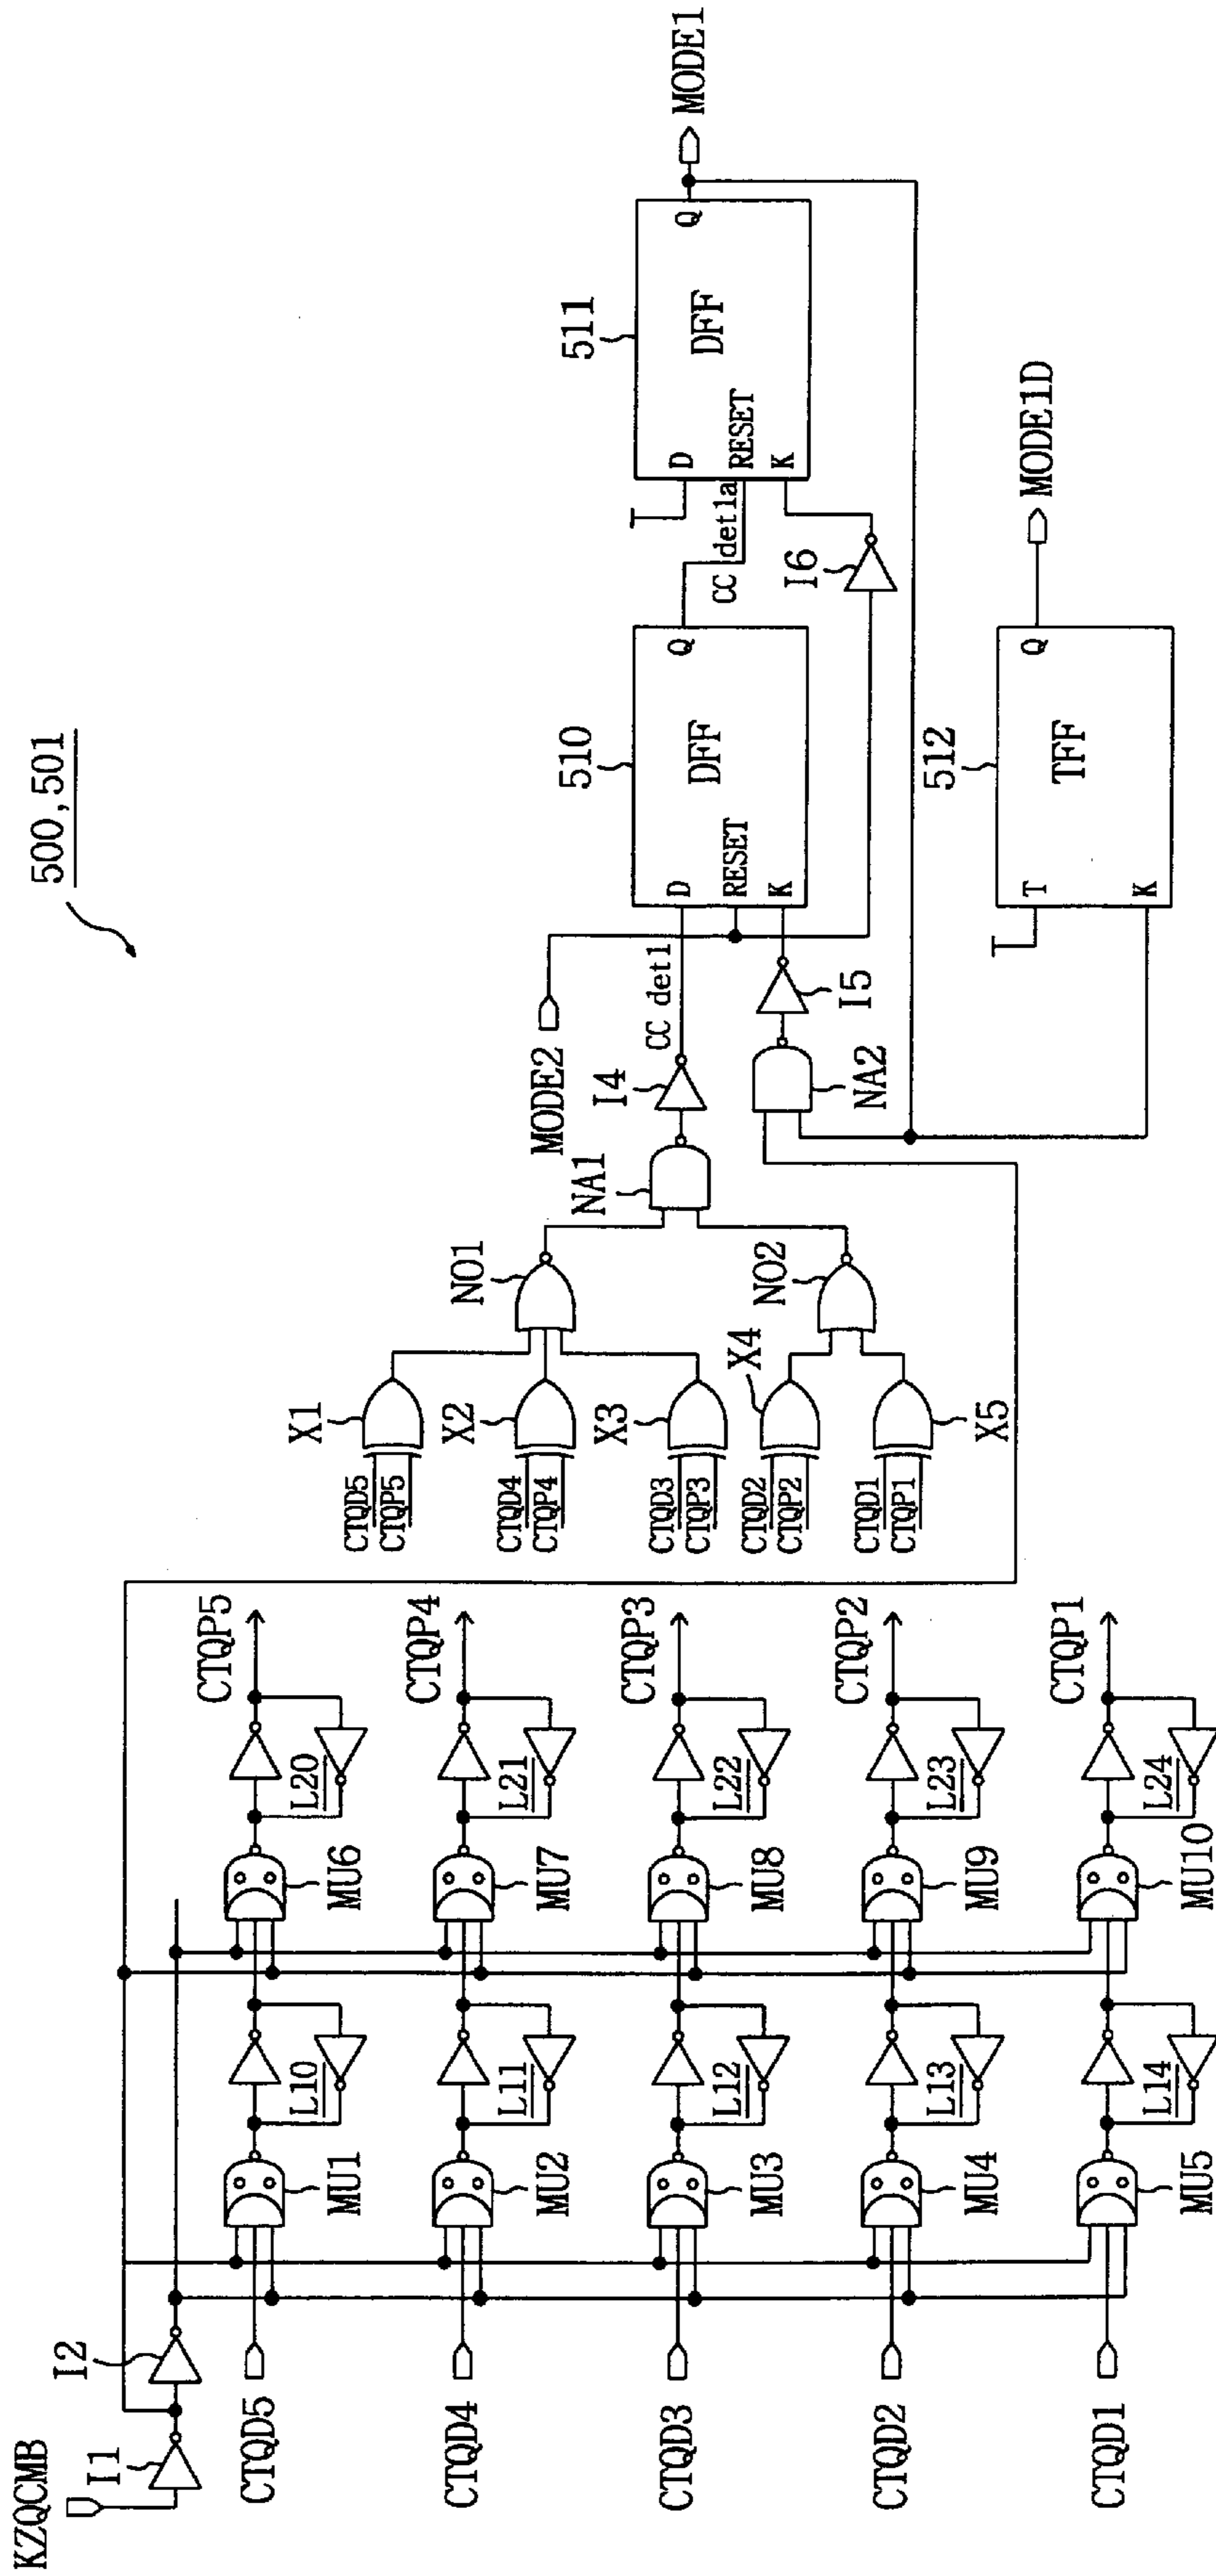 500,501
KZQCMB
I1
I2
CTQD5
MU1
L10
MU6
L20
CTQP5
CTQD4
MU2
L11
MU7
L21
CTQP4
CTQD3
MU3
L12
MU8
L22
CTQP3
CTQD2
MU4
L13
MU9
L23
CTQP2
CTQD1
MU5
L14
MU10
L24
CTQP1
CTQD5
CTQP5
X1
CTQD4
CTQP4
X2
CTQD3
CTQP3
X3
CTQD2
CTQP2
X4
CTQD1
CTQP1
X5
NO1
NO2
NA1
I4
CC det1
MODE2
NA2
I5
510
D
RESET
K
DFF
Q
CC det1a
I6
511
D
RESET
K
DFF
Q
MODE1
512
T
K
TFF
Q
MODE1D